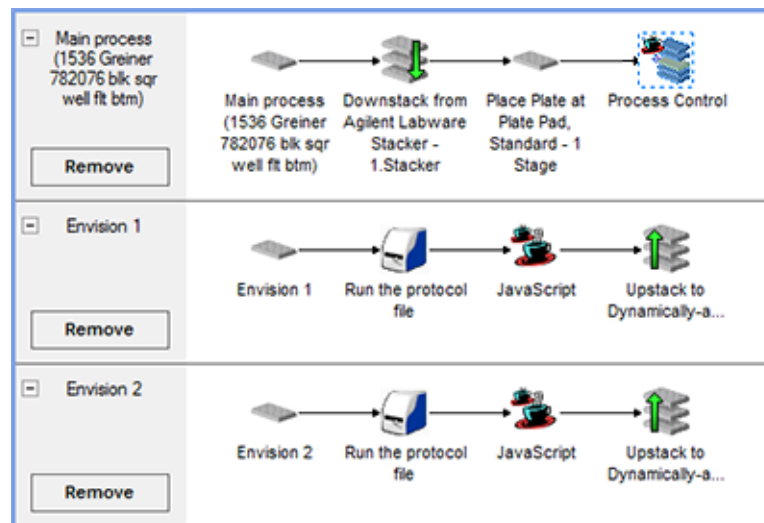 Main process
(1536 Greiner
782076 blk sqr
well flt btm)
Remove
Main process
(1536 Greiner
782076 blk sqr
well flt btm)
Downstack from
Agilent Labware
Stacker -
1.Stacker
Place Plate at
Plate Pad,
Standard - 1
Stage
Process Control
Envision 1
Remove
Envision 1
Run the protocol
file
JavaScript
Upstack to
Dynamically-a...
Envision 2
Remove
Envision 2
Run the protocol
file
JavaScript
Upstack to
Dynamically-a...